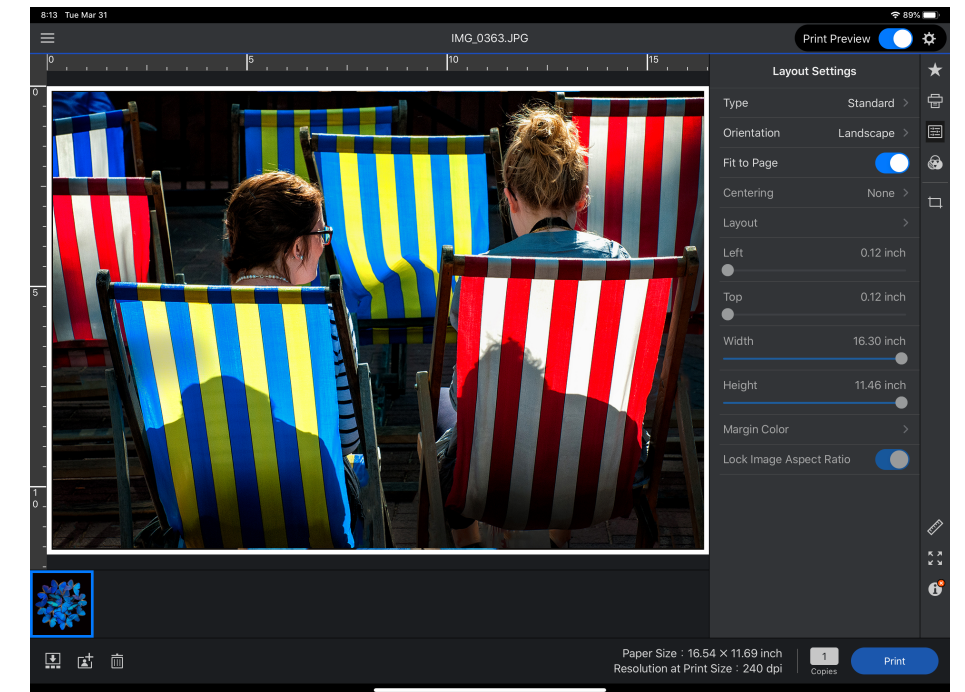 8:13 Tue Mar 31
89%
IMG_0363.JPG
Print Preview
0 5 10 15
0
5
1
0
Layout Settings
Type Standard
Orientation Landscape
Fit to Page
Centering None
Layout
Left 0.12 inch
Top 0.12 inch
Width 16.30 inch
Height 11.46 inch
Margin Color
Lock Image Aspect Ratio
Paper Size : 16.54 × 11.69 inch
Resolution at Print Size : 240 dpi
1
Copies
Print